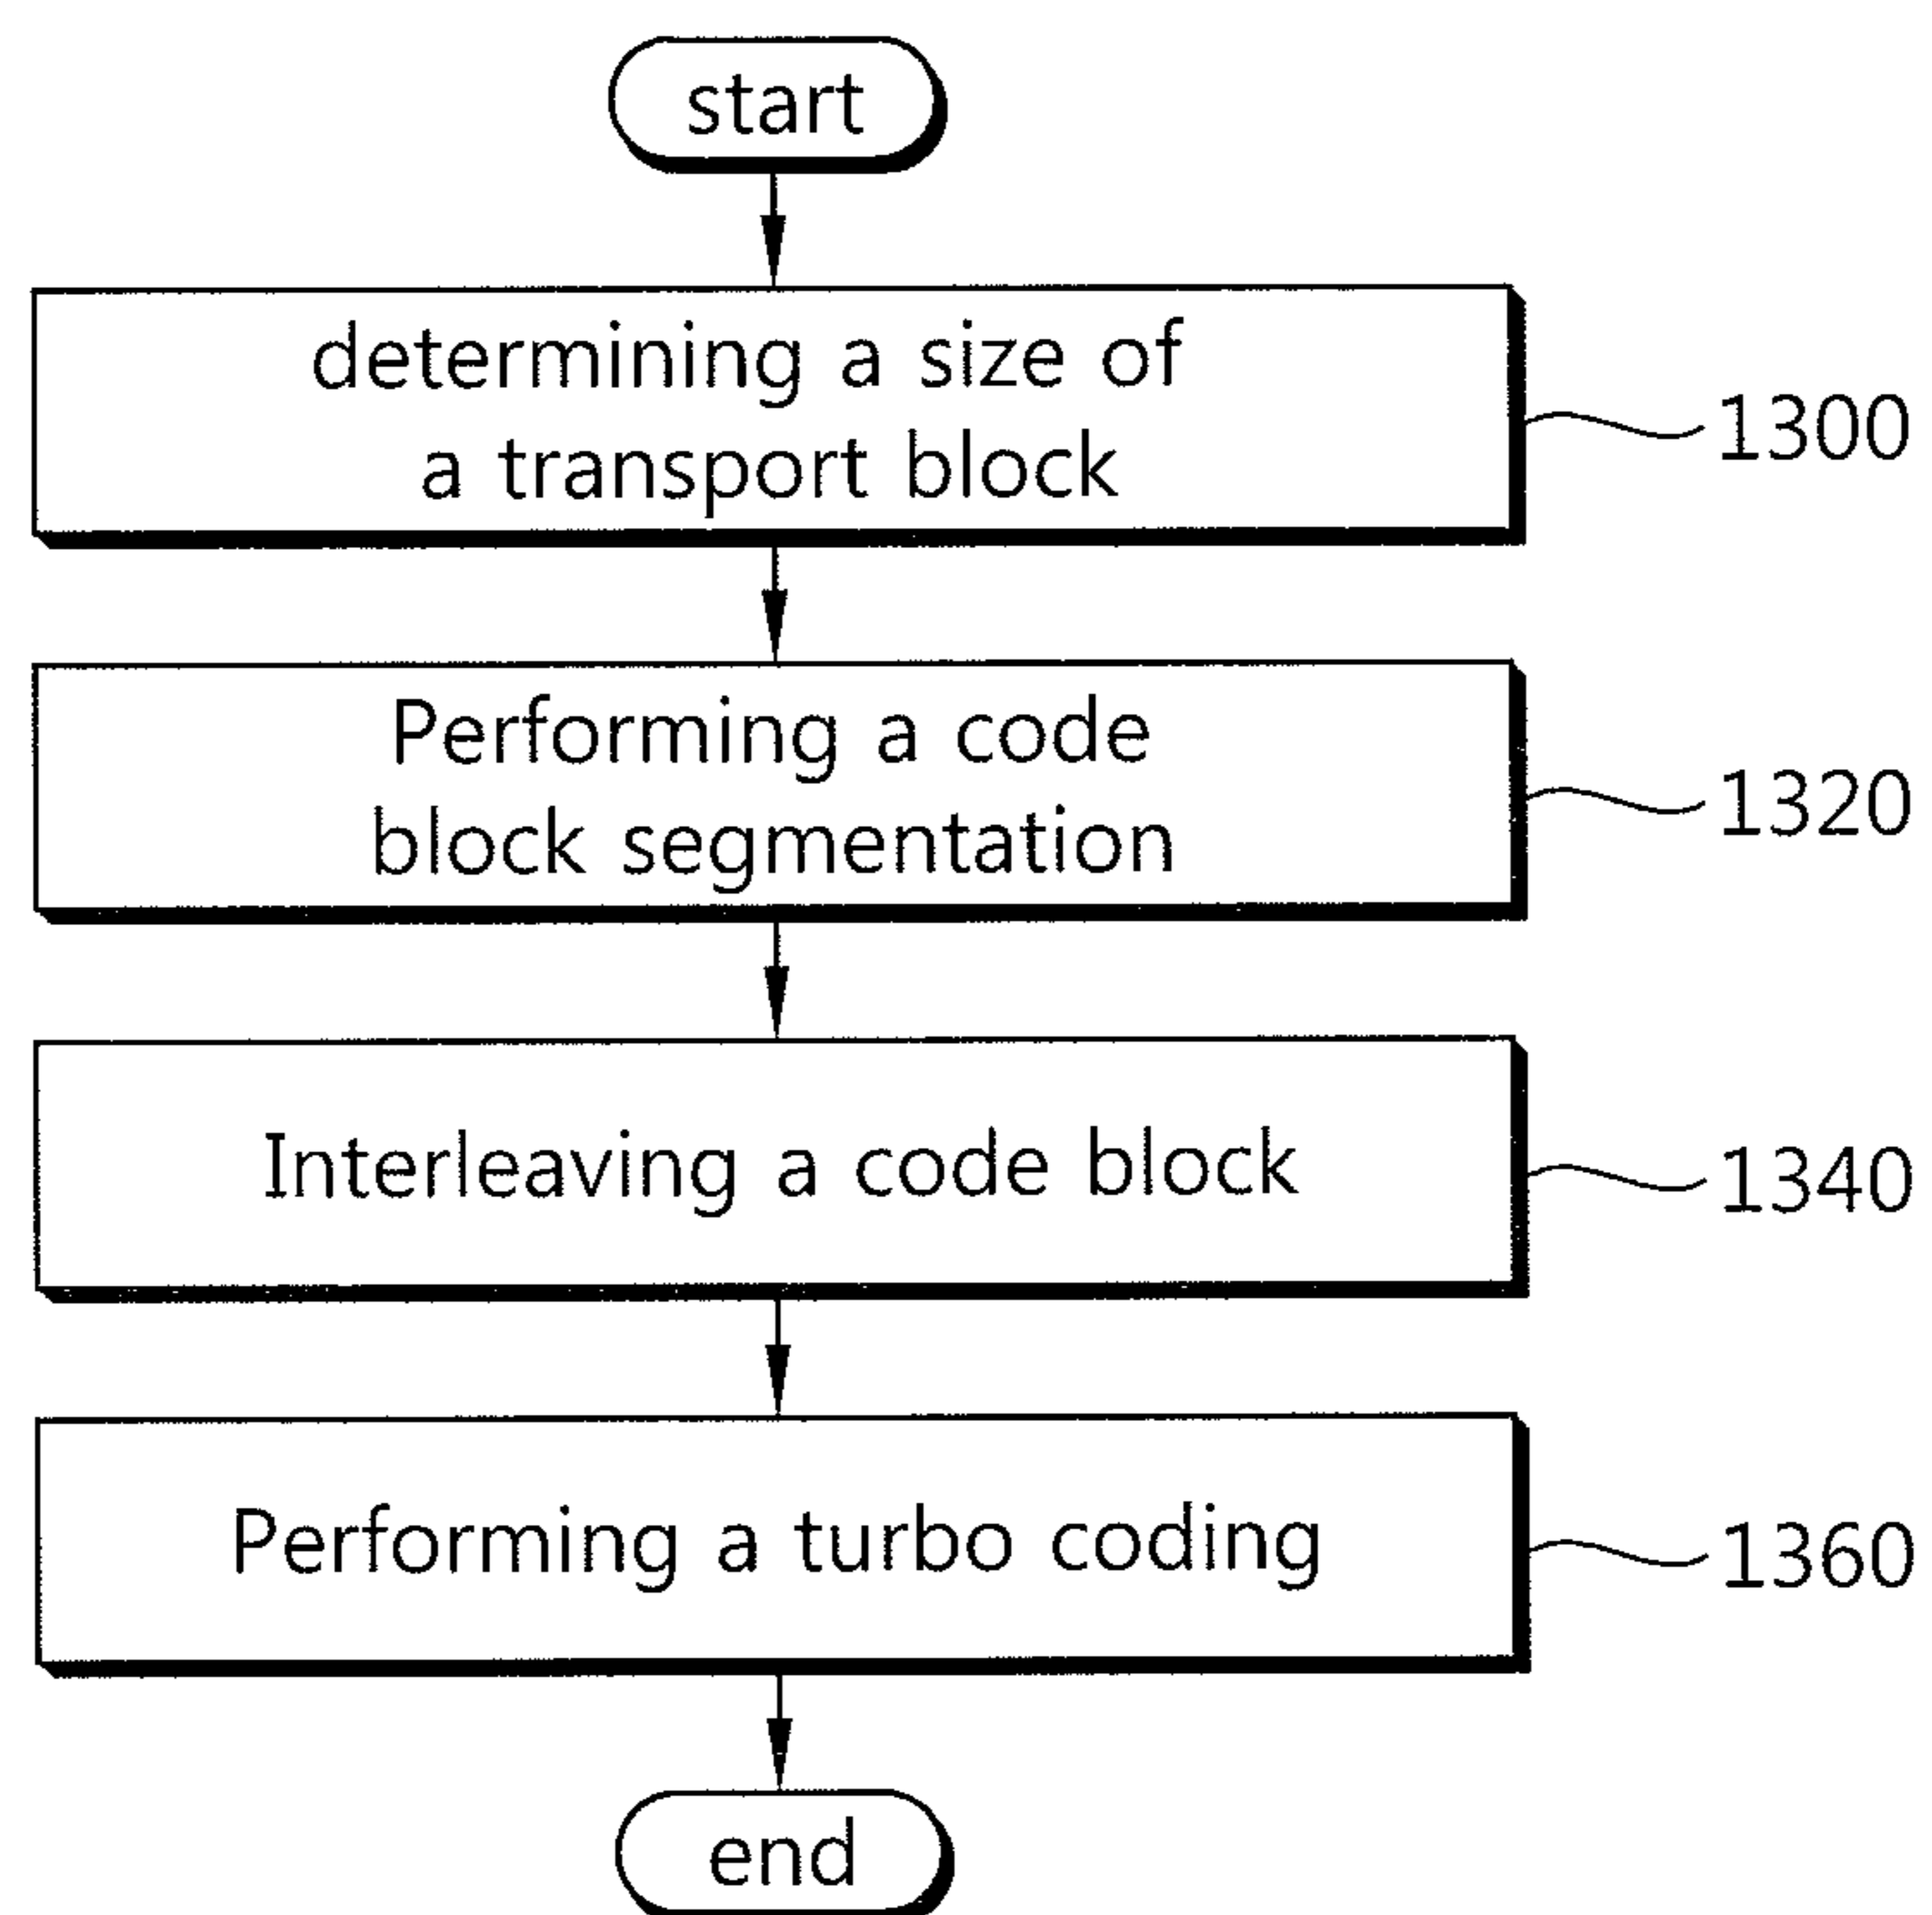 start
determining a size of
a transport block
1300
Performing a code
block segmentation
1320
Interleaving a code block
1340
Performing a turbo coding
1360
end